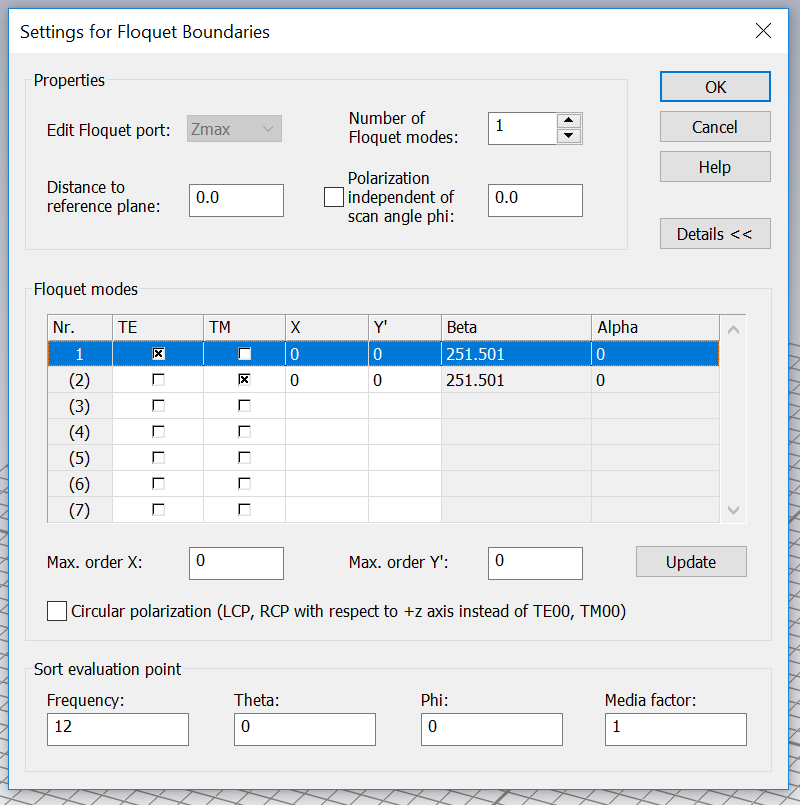 Settings for Floquet Boundaries
Properties
Edit Floquet port:
Zmax
Number of
Floquet modes:
1
Distance to
reference plane:
0.0
Polarization
independent of
scan angle phi:
0.0
OK
Cancel
Help
Details <<
Floquet modes
Nr. TE TM X Y' Beta Alpha
1 0 0 251.501 0
(2) 0 0 251.501 0
(3)
(4)
(5)
(6)
(7)
Max. order X: 0 Max. order Y': 0 Update
Circular polarization (LCP, RCP with respect to +z axis instead of TE00, TM00)
Sort evaluation point
Frequency: Theta: Phi: Media factor:
12 0 0 1